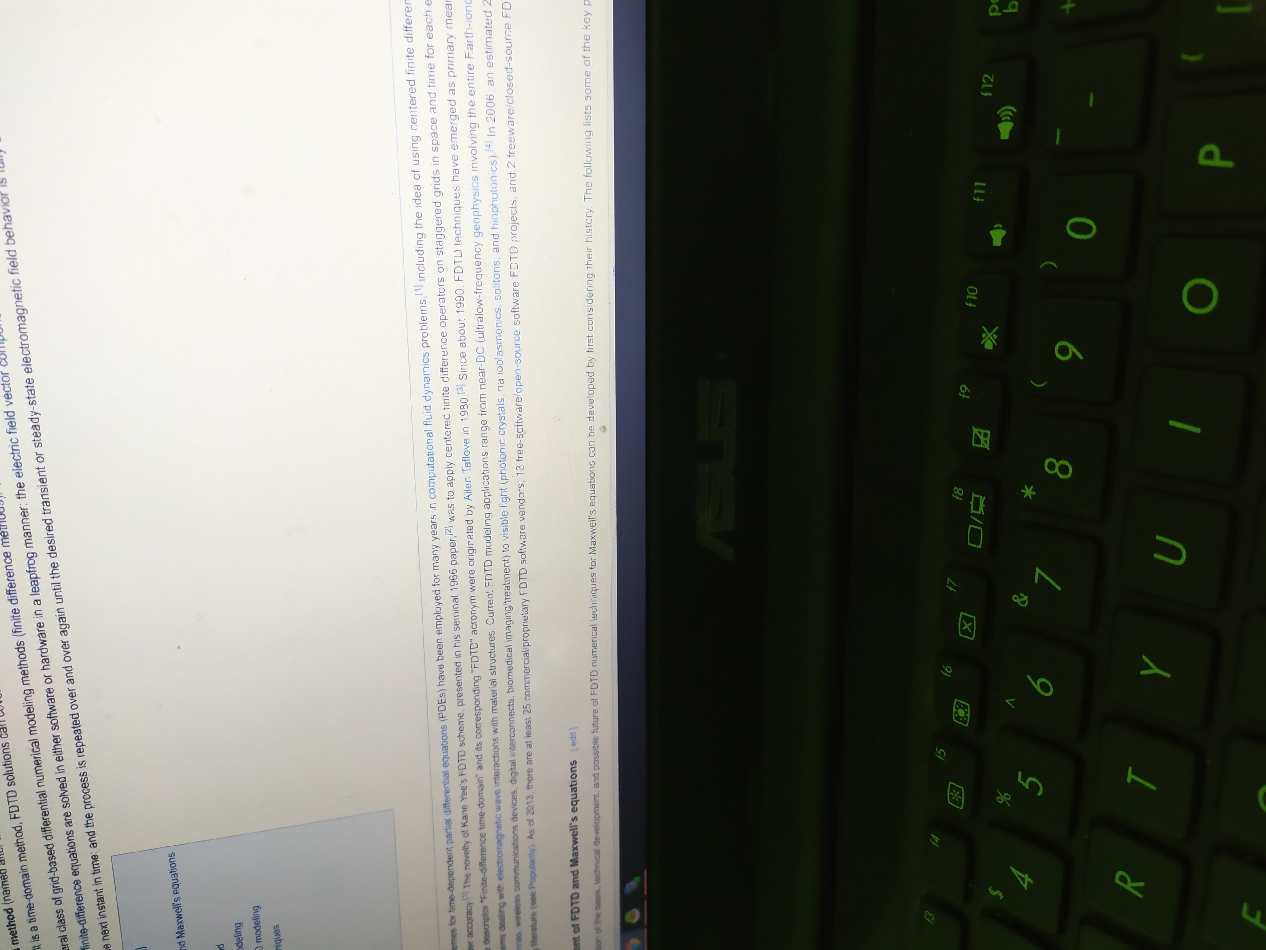 method (named after
it is a time-domain method, FDTD solutions can cover
eral class of grid-based differential numerical modeling methods (finite difference methods).
finite-difference equations are solved in either software or hardware in a leapfrog manner: the electric field vector
e next instant in time; and the process is repeated over and over again until the desired transient or steady-state electromagnetic field behavior is fully
nd Maxwell's equations
d
odeling
D modeling
niques
emes for time-dependent partial differential equations (PDEs) have been employed for many years in computational fluid dynamics problems,[1] including the idea of using centered finite differen
er accuracy.[1] The novelty of Kane Yee's FDTD scheme, presented in his seminal 1966 paper,[2] was to apply centered finite difference operators on staggered grids in space and time for each e
e descriptor "Finite-difference time-domain" and its corresponding "FDTD" acronym were originated by Allen Taflove in 1980.[3] Since about 1990, FDTD techniques have emerged as primary mean
ems dealing with electromagnetic wave interactions with material structures. Current FDTD modeling applications range from near-DC (ultralow-frequency geophysics involving the entire Earth-iono
nnas, wireless communications devices, digital interconnects, biomedical imaging/treatment) to visible light (photonic crystals, nanoplasmonics, solitons, and biophotonics).[4] In 2006, an estimated 2
literature (see Popularity). As of 2013, there are at least 25 commercial/proprietary FDTD software vendors; 13 free-software/open-source software FDTD projects; and 2 freeware/closed-source FD
ent of FDTD and Maxwell's equations [edit]
tion of the basis, technical development, and possible future of FDTD numerical techniques for Maxwell's equations can be developed by first considering their history. The following lists some of the key p
ASUS
f3 f4 f5 f6 f7 f8 f9 f10 f11 f12
$ % ^ & * ( ) _ +
4 5 6 7 8 9 0 -
R T Y U I O P { [
F